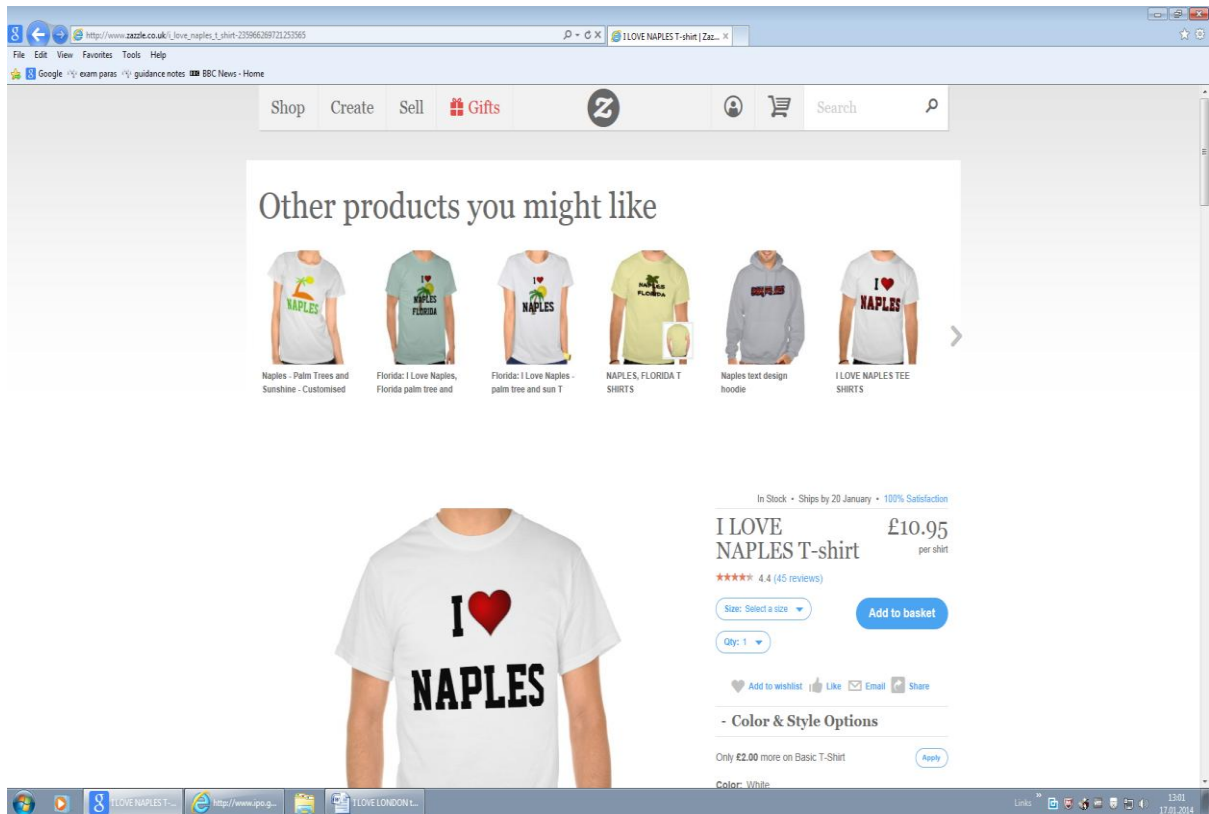 http://www.zazzle.co.uk/i_love_naples_t_shirt-235966269721253565
I LOVE NAPLES T-shirt | Zaz...
File Edit View Favorites Tools Help
Google exam paras guidance notes BBC News - Home
Shop Create Sell Gifts Z Search
Other products you might like
NAPLES
I
NAPLES
FLORIDA
I
NAPLES
NAPLES
FLORIDA
NAPLES
I
NAPLES
Naples - Palm Trees and Florida: I Love Naples, Florida: I Love Naples - NAPLES, FLORIDA T Naples text design I LOVE NAPLES TEE
Sunshine - Customised Florida palm tree and palm tree and sun T SHIRTS hoodie SHIRTS
In Stock • Ships by 20 January • 100% Satisfaction
I LOVE £10.95
NAPLES T-shirt per shirt
4.4 (45 reviews)
Size: Select a size Add to basket
Qty: 1
Add to wishlist Like Email Share
- Color & Style Options
Only £2.00 more on Basic T-Shirt Apply
Color: White
I
NAPLES
I LOVE NAPLES T-... http://www.ipo.g... I LOVE LONDON t... Links 13:01
17.01.2014